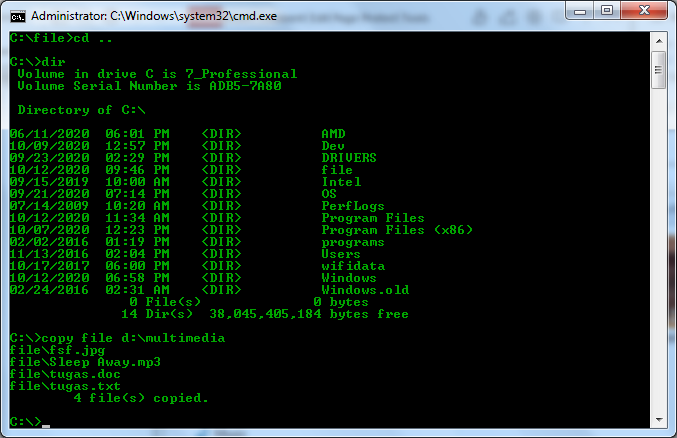 Administrator: C:\Windows\system32\cmd.exe
C:\file>cd ..
C:\>dir
Volume in drive C is 7_Professional
Volume Serial Number is ADB5-7A80
Directory of C:\
06/11/2020 06:01 PM <DIR> AMD
10/09/2020 12:57 PM <DIR> Dev
09/23/2020 02:29 PM <DIR> DRIVERS
10/12/2020 09:46 PM <DIR> file
09/15/2019 10:00 AM <DIR> Intel
09/21/2020 07:14 PM <DIR> OS
07/14/2009 10:20 AM <DIR> PerfLogs
10/12/2020 11:34 AM <DIR> Program Files
10/07/2020 12:23 PM <DIR> Program Files (x86)
02/02/2016 01:19 PM <DIR> programs
11/13/2016 02:04 PM <DIR> Users
10/17/2017 06:00 PM <DIR> wifidata
10/12/2020 06:58 PM <DIR> Windows
02/24/2016 02:31 AM <DIR> Windows.old
0 File(s) 0 bytes
14 Dir(s) 38,045,405,184 bytes free
C:\>copy file d:\multimedia
file\fsf.jpg
file\Sleep Away.mp3
file\tugas.doc
file\tugas.txt
4 file(s) copied.
C:\>_